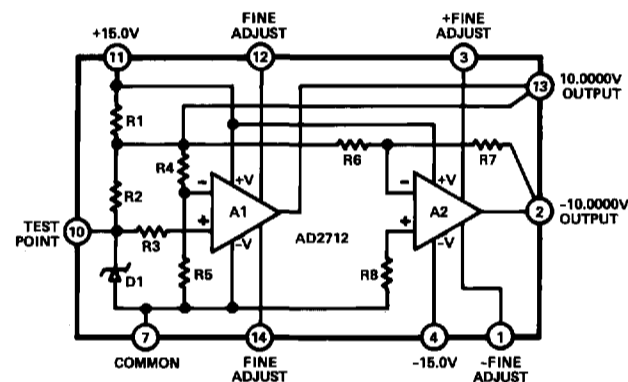 +15.0V
FINE
ADJUST
+FINE
ADJUST
11
12
3
13
10.0000V
OUTPUT
R1
R4
R6
R7
+V
+V
R2
A1
A2
-10.0000V
OUTPUT
2
TEST
POINT
10
R3
AD2712
-V
D1
R5
R8
7
14
4
1
COMMON
FINE
ADJUST
-15.0V
-FINE
ADJUST